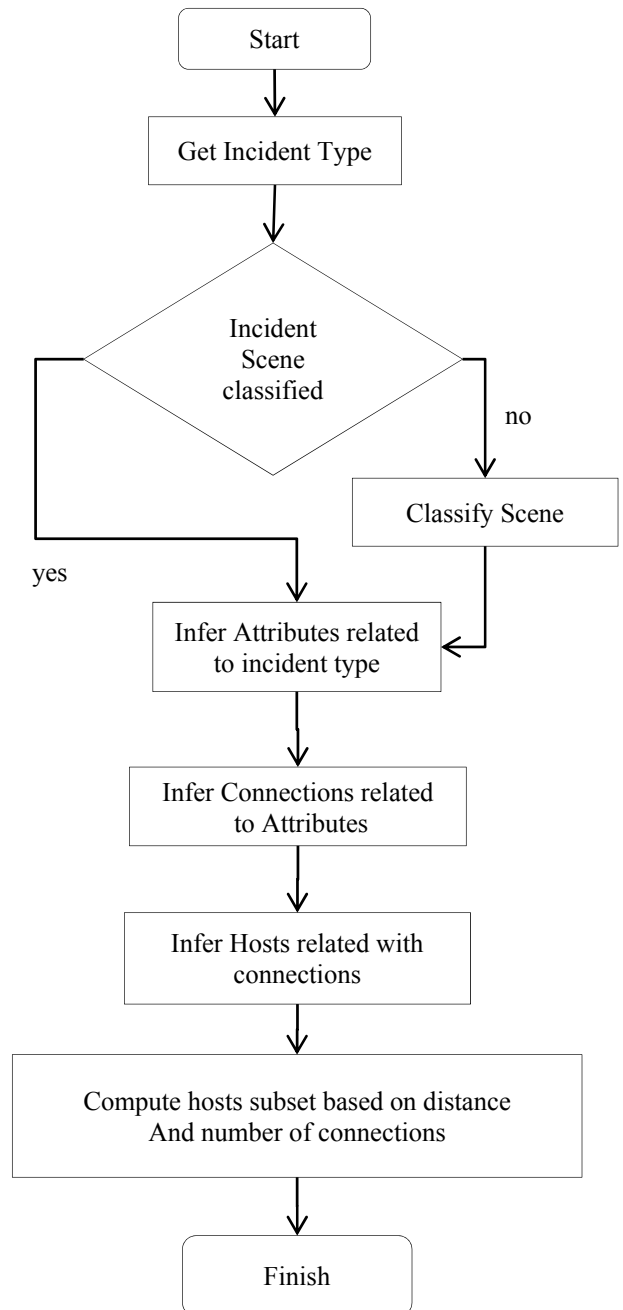 Start
Get Incident Type
Incident
Scene
classified
no
Classify Scene
yes
Infer Attributes related
to incident type
Infer Connections related
to Attributes
Infer Hosts related with
connections
Compute hosts subset based on distance
And number of connections
Finish